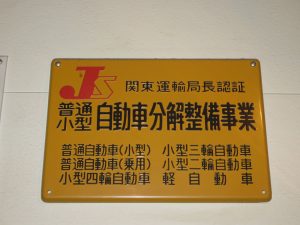 JS 関東運輸局長認証
普通
小型 自動車分解整備事業
普通自動車(小型) 小型三輪自動車
普通自動車(乗用) 小型二輪自動車
小型四輪自動車 軽自動車